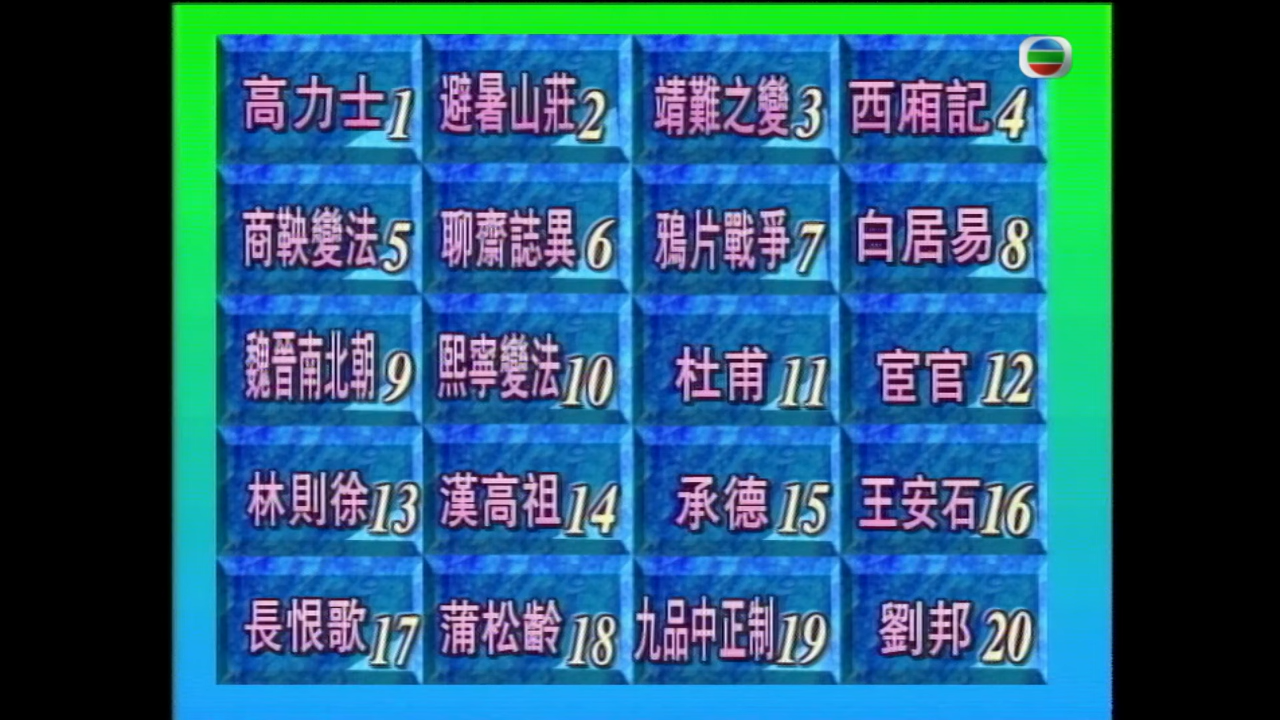 高力士1 避暑山莊2 靖難之變3 西廂記4
商鞅變法5 聊齋誌異6 鴉片戰爭7 白居易8
魏晉南北朝9 熙寧變法10 杜甫11 宦官12
林則徐13 漢高祖14 承德15 王安石16
長恨歌17 蒲松齡18 九品中正制19 劉邦20